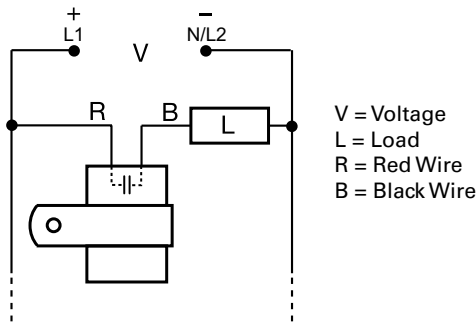 + −
L1 V N/L2
R B L
V = Voltage
L = Load
R = Red Wire
B = Black Wire